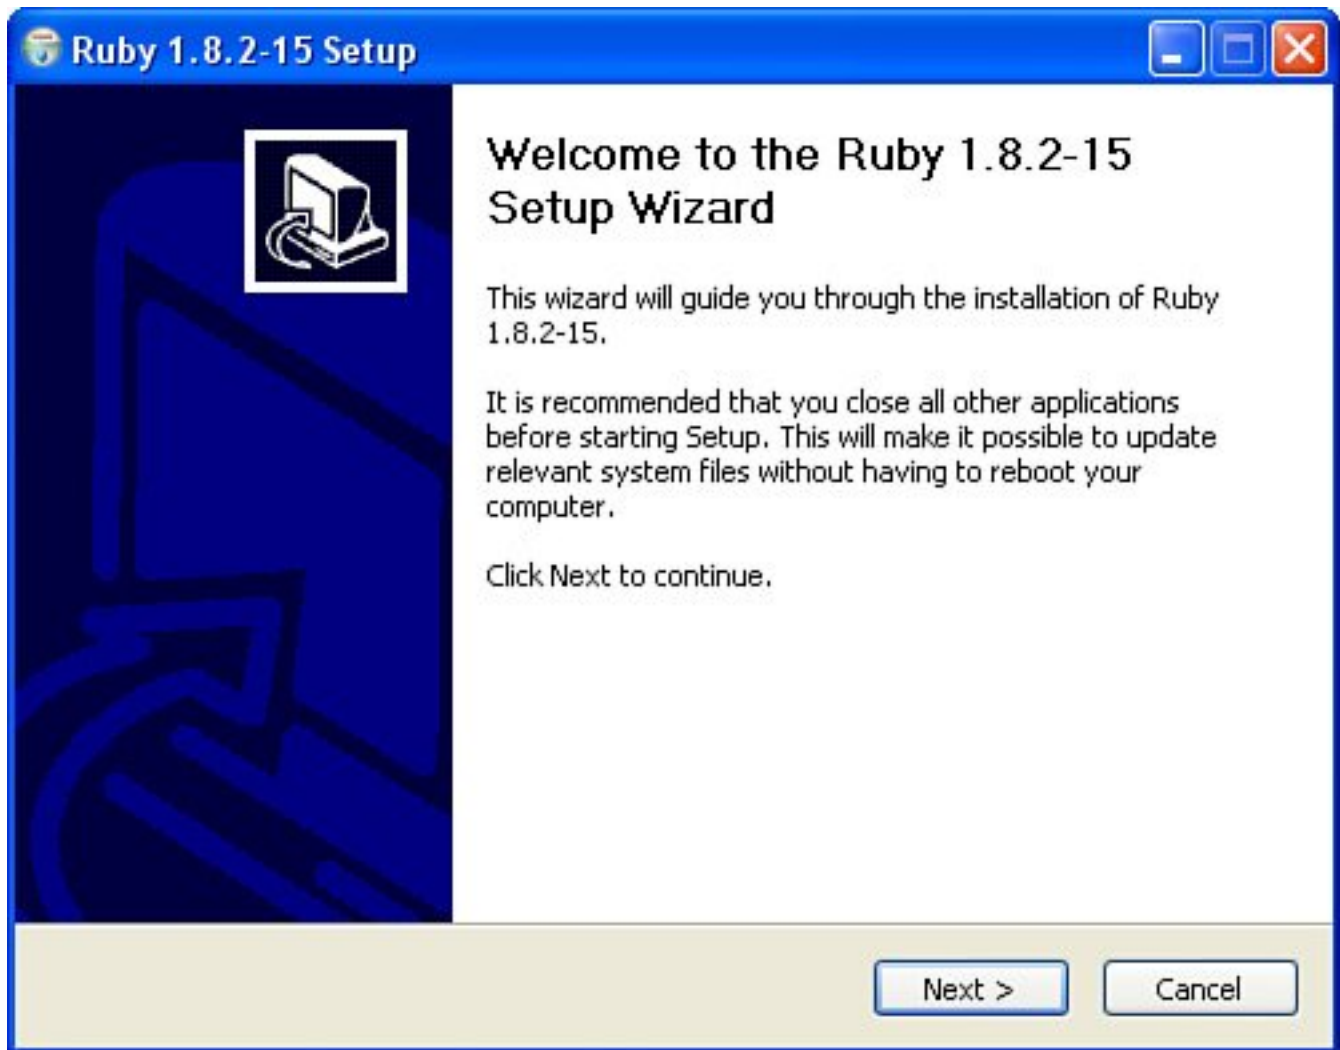 Ruby 1.8.2-15 Setup
Welcome to the Ruby 1.8.2-15
Setup Wizard
This wizard will guide you through the installation of Ruby
1.8.2-15.
It is recommended that you close all other applications
before starting Setup. This will make it possible to update
relevant system files without having to reboot your
computer.
Click Next to continue.
Next >
Cancel